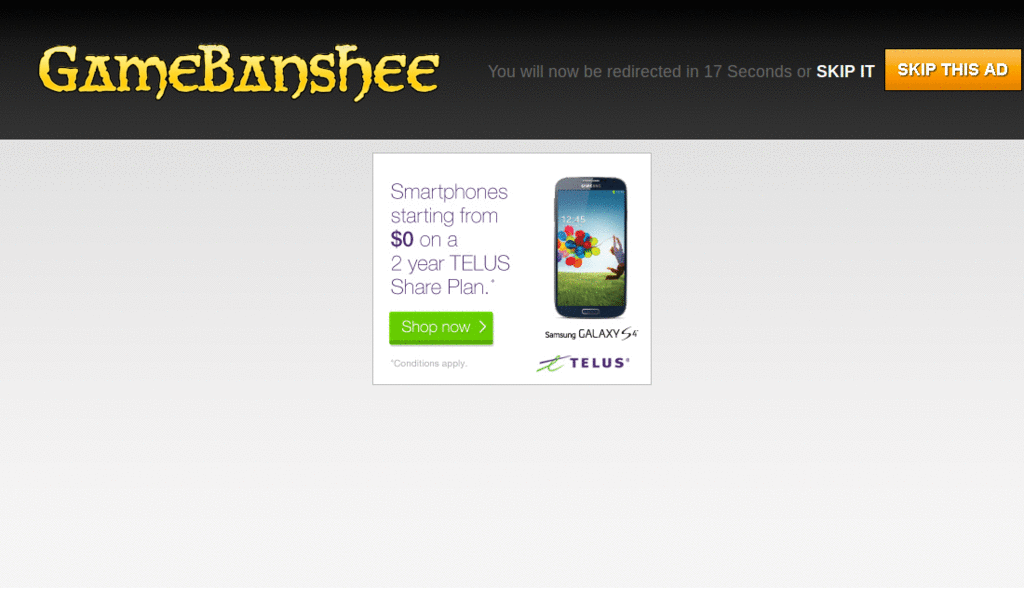 GameBanshee
You will now be redirected in 17 Seconds or SKIP IT
SKIP THIS AD
Smartphones
starting from
$0 on a
2 year TELUS
Share Plan.*
Shop now
*Conditions apply.
SAMSUNG
12:45
Samsung GALAXY S4
TELUS®